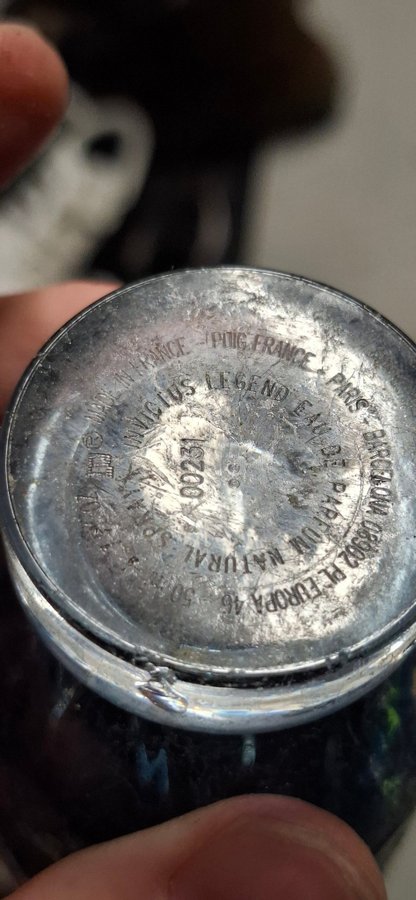 MADE IN FRANCE PUIG FRANCE PARIS - BARCELONA 08902 PL EUROPA 46
INVICTUS LEGEND EAU DE PARFUM NATURAL SPRAY
00231